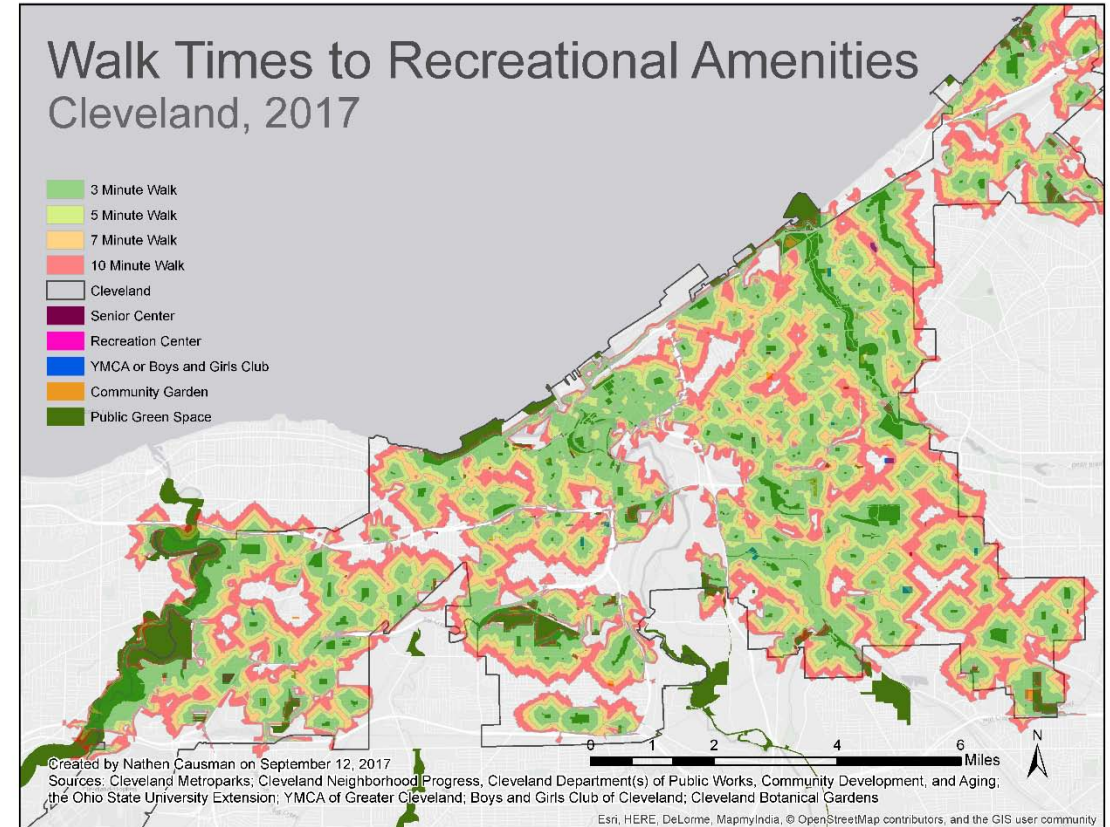 Walk Times to Recreational Amenities
Cleveland, 2017
3 Minute Walk
5 Minute Walk
7 Minute Walk
10 Minute Walk
Cleveland
Senior Center
Recreation Center
YMCA or Boys and Girls Club
Community Garden
Public Green Space
0 1 2 4 6
Miles
N
Created by Nathen Causman on September 12, 2017
Sources: Cleveland Metroparks; Cleveland Neighborhood Progress, Cleveland Department(s) of Public Works, Community Development, and Aging;
the Ohio State University Extension; YMCA of Greater Cleveland; Boys and Girls Club of Cleveland; Cleveland Botanical Gardens
Esri, HERE, DeLorme, MapmyIndia, © OpenStreetMap contributors, and the GIS user community